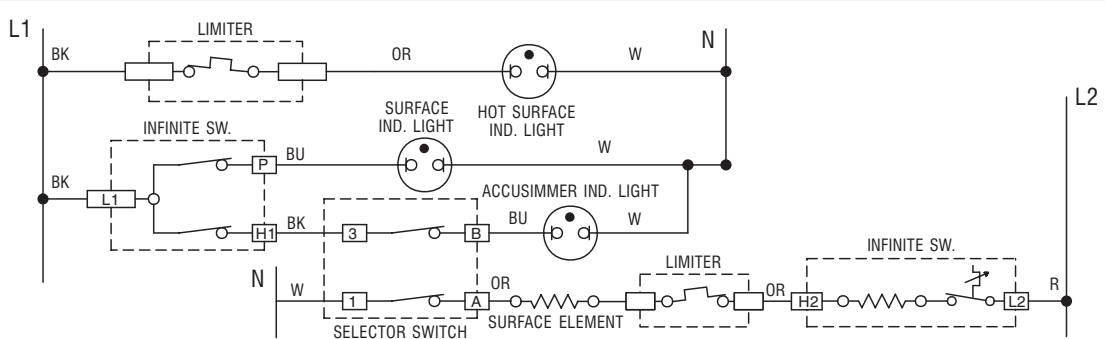 L1
LIMITER
N
BK
OR
W
L2
SURFACE
IND. LIGHT
HOT SURFACE
IND. LIGHT
INFINITE SW.
P
BU
W
BK
L1
ACCUSIMMER IND. LIGHT
H1
BK
3
B
BU
W
INFINITE SW.
LIMITER
N
W
1
A
OR
OR
H2
L2
R
SURFACE ELEMENT
SELECTOR SWITCH